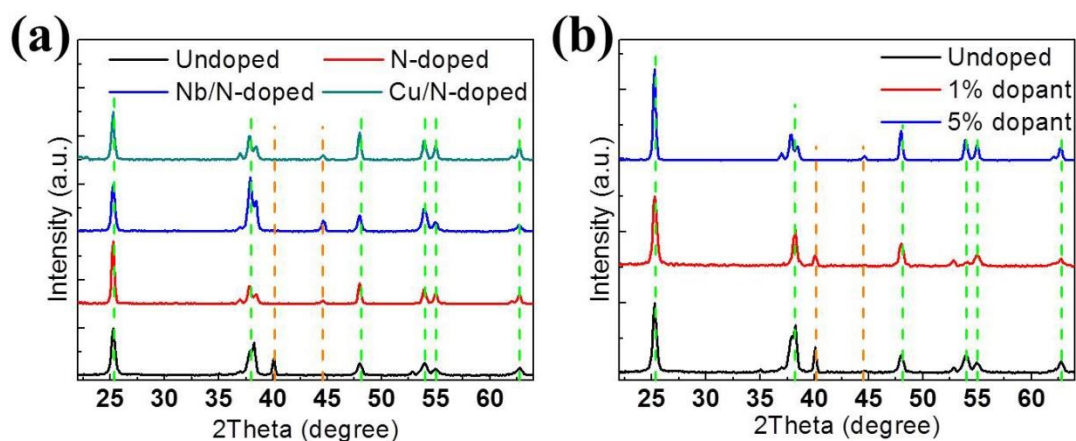 (a)
Undoped
N-doped
Nb/N-doped
Cu/N-doped
Intensity (a.u.)
25 30 35 40 45 50 55 60
2Theta (degree)
(b)
Undoped
1% dopant
5% dopant
Intensity (a.u.)
25 30 35 40 45 50 55 60
2Theta (degree)